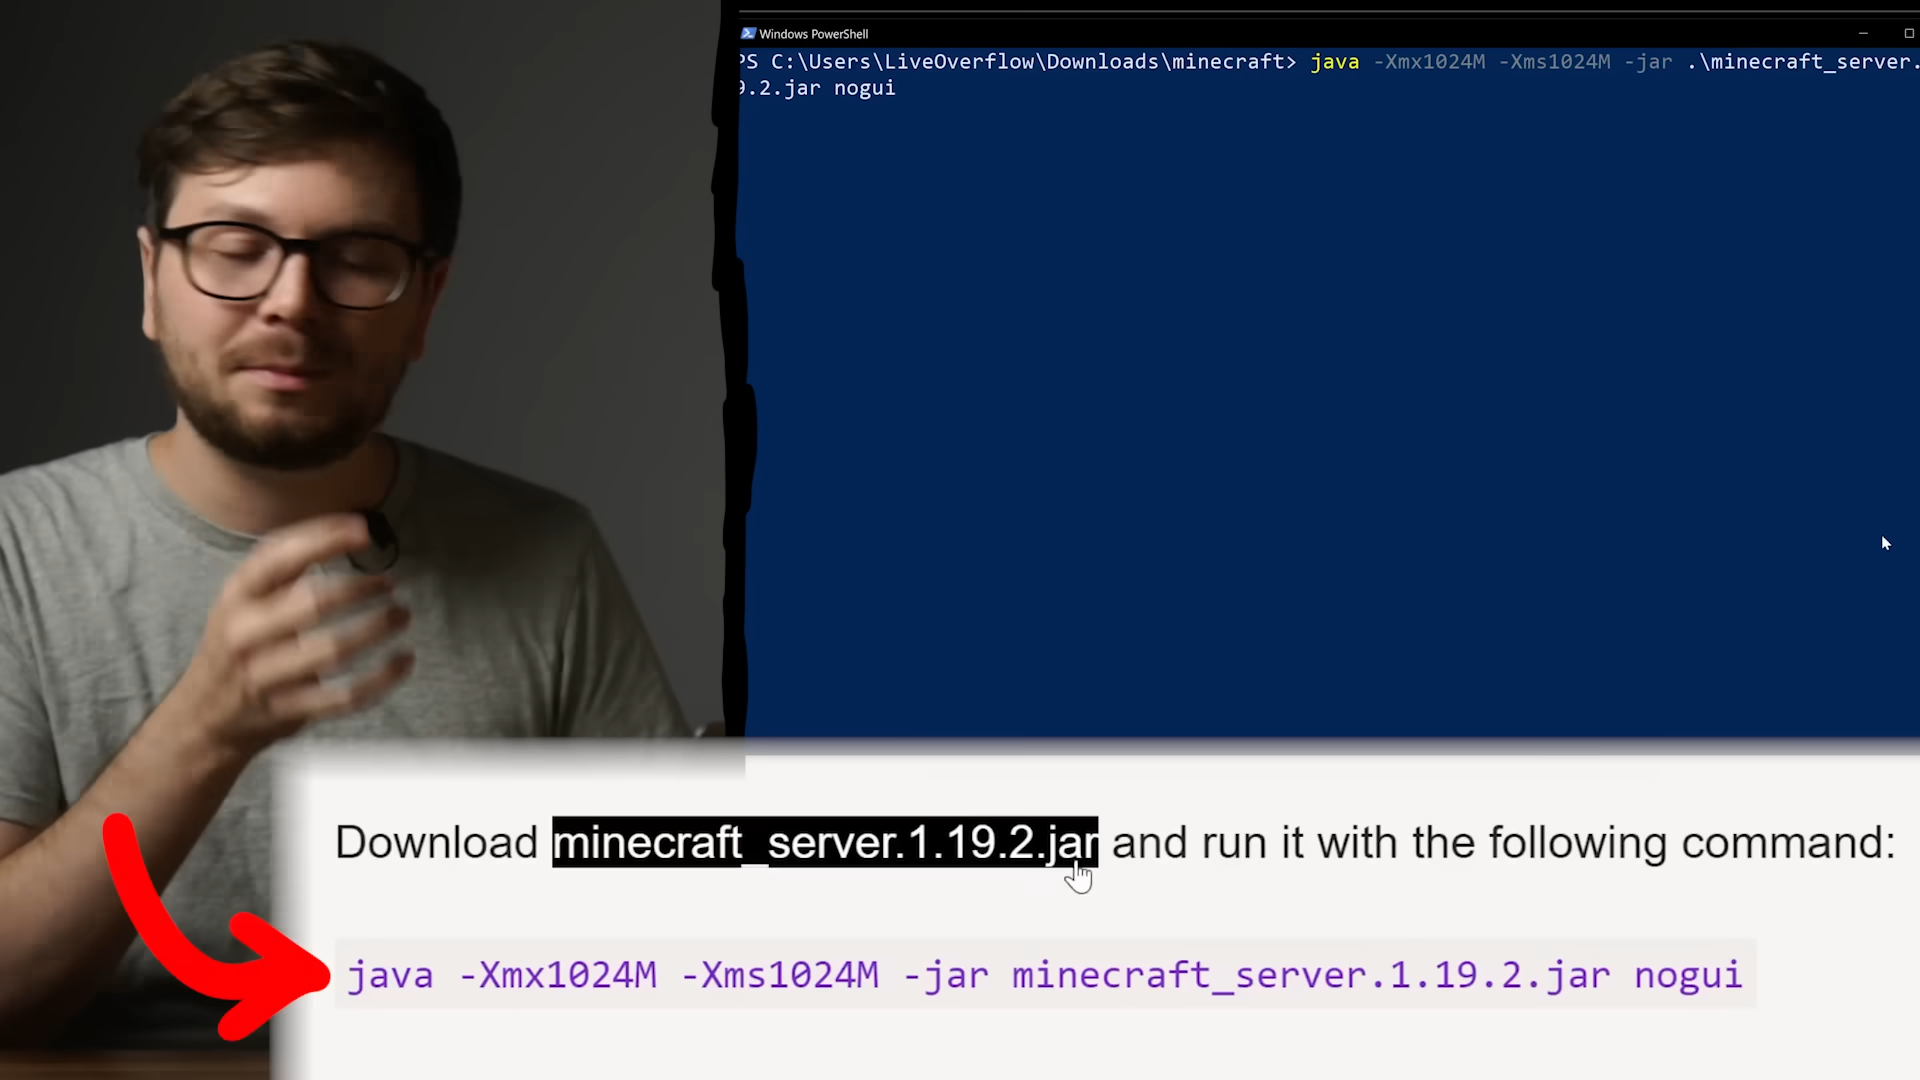 Windows PowerShell
PS C:\Users\LiveOverflow\Downloads\minecraft> java -Xmx1024M -Xms1024M -jar .\minecraft_server.
9.2.jar nogui
Download minecraft_server.1.19.2.jar and run it with the following command:
java -Xmx1024M -Xms1024M -jar minecraft_server.1.19.2.jar nogui